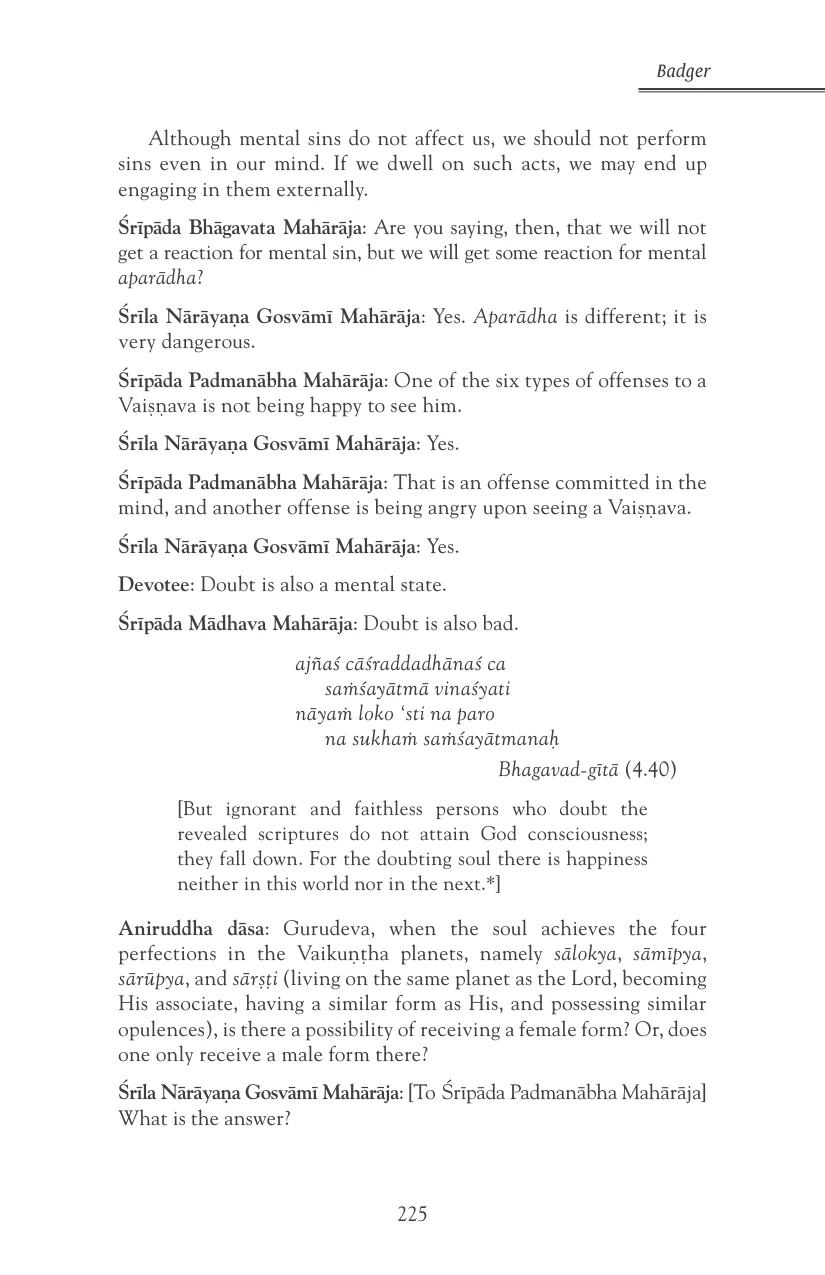 Badger
Although mental sins do not affect us, we should not perform
sins even in our mind. If we dwell on such acts, we may end up
engaging in them externally.
Śrīpāda Bhāgavata Mahārāja: Are you saying, then, that we will not
get a reaction for mental sin, but we will get some reaction for mental
aparādha?
Śrīla Nārāyaṇa Gosvāmī Mahārāja: Yes. Aparādha is different; it is
very dangerous.
Śrīpāda Padmanābha Mahārāja: One of the six types of offenses to a
Vaiṣṇava is not being happy to see him.
Śrīla Nārāyaṇa Gosvāmī Mahārāja: Yes.
Śrīpāda Padmanābha Mahārāja: That is an offense committed in the
mind, and another offense is being angry upon seeing a Vaiṣṇava.
Śrīla Nārāyaṇa Gosvāmī Mahārāja: Yes.
Devotee: Doubt is also a mental state.
Śrīpāda Mādhava Mahārāja: Doubt is also bad.
ajñaś cāśraddadhānaś ca
saṁśayātmā vinaśyati
nāyaṁ loko ‘sti na paro
na sukhaṁ saṁśayātmanaḥ
Bhagavad-gītā (4.40)
[But ignorant and faithless persons who doubt the
revealed scriptures do not attain God consciousness;
they fall down. For the doubting soul there is happiness
neither in this world nor in the next.*]
Aniruddha dāsa: Gurudeva, when the soul achieves the four
perfections in the Vaikuṇṭha planets, namely sālokya, sāmīpya,
sārūpya, and sārṣṭi (living on the same planet as the Lord, becoming
His associate, having a similar form as His, and possessing similar
opulences), is there a possibility of receiving a female form? Or, does
one only receive a male form there?
Śrīla Nārāyaṇa Gosvāmī Mahārāja: [To Śrīpāda Padmanābha Mahārāja]
What is the answer?
225